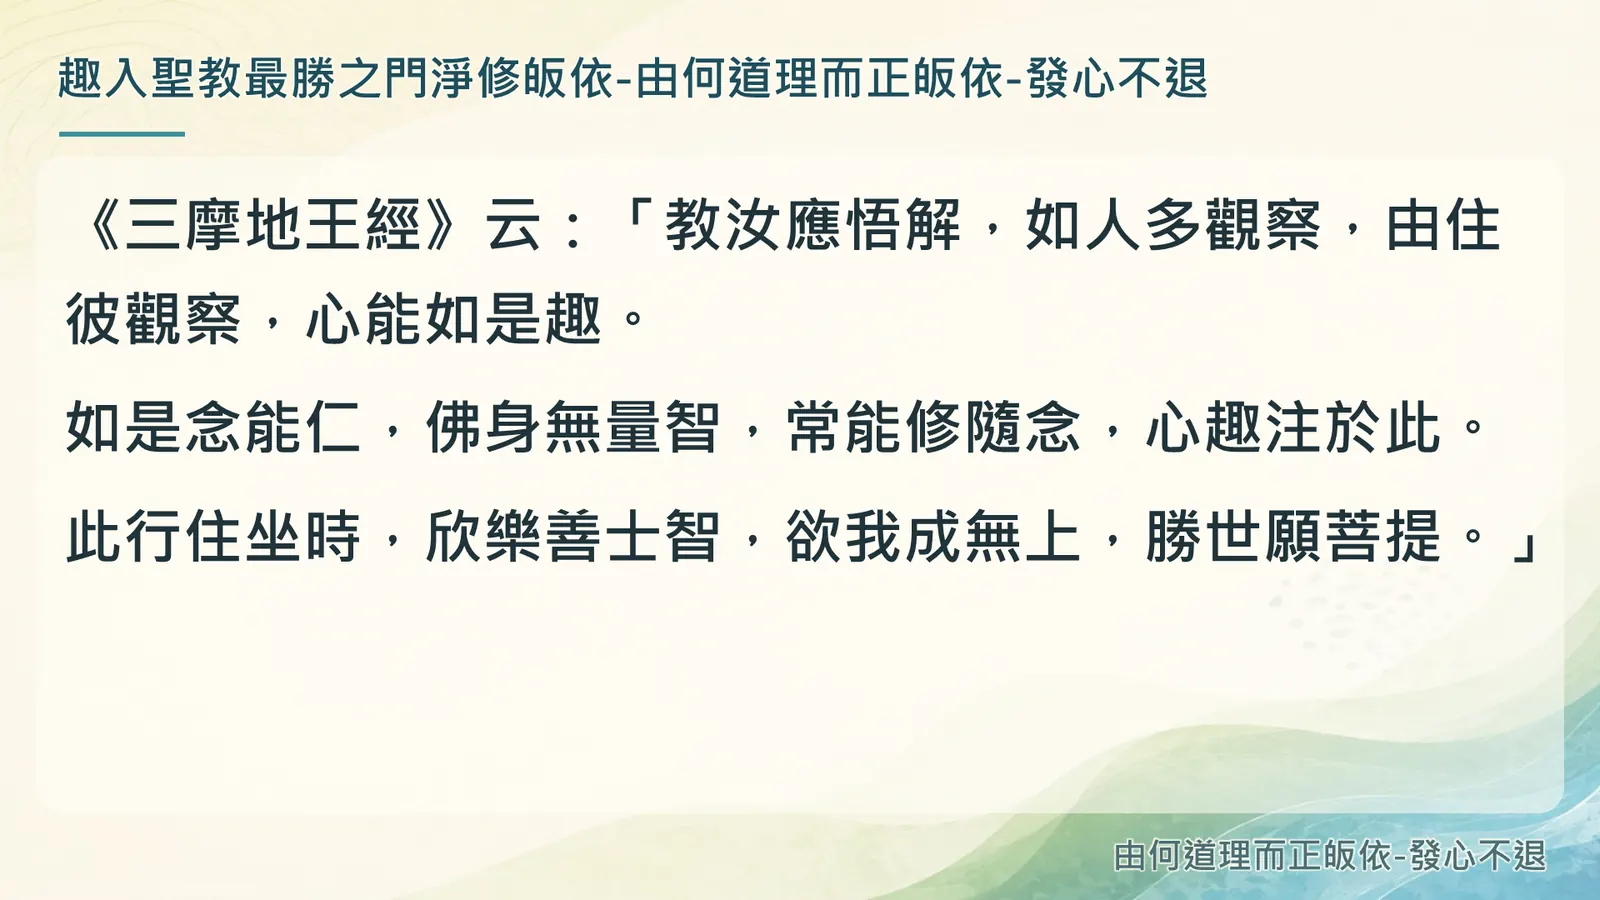 趣入聖教最勝之門淨修皈依-由何道理而正皈依-發心不退
《三摩地王經》云：「教汝應悟解，如人多觀察，由住
彼觀察，心能如是趣。
如是念能仁，佛身無量智，常能修隨念，心趣注於此。
此行住坐時，欣樂善士智，欲我成無上，勝世願菩提。」
由何道理而正皈依-發心不退